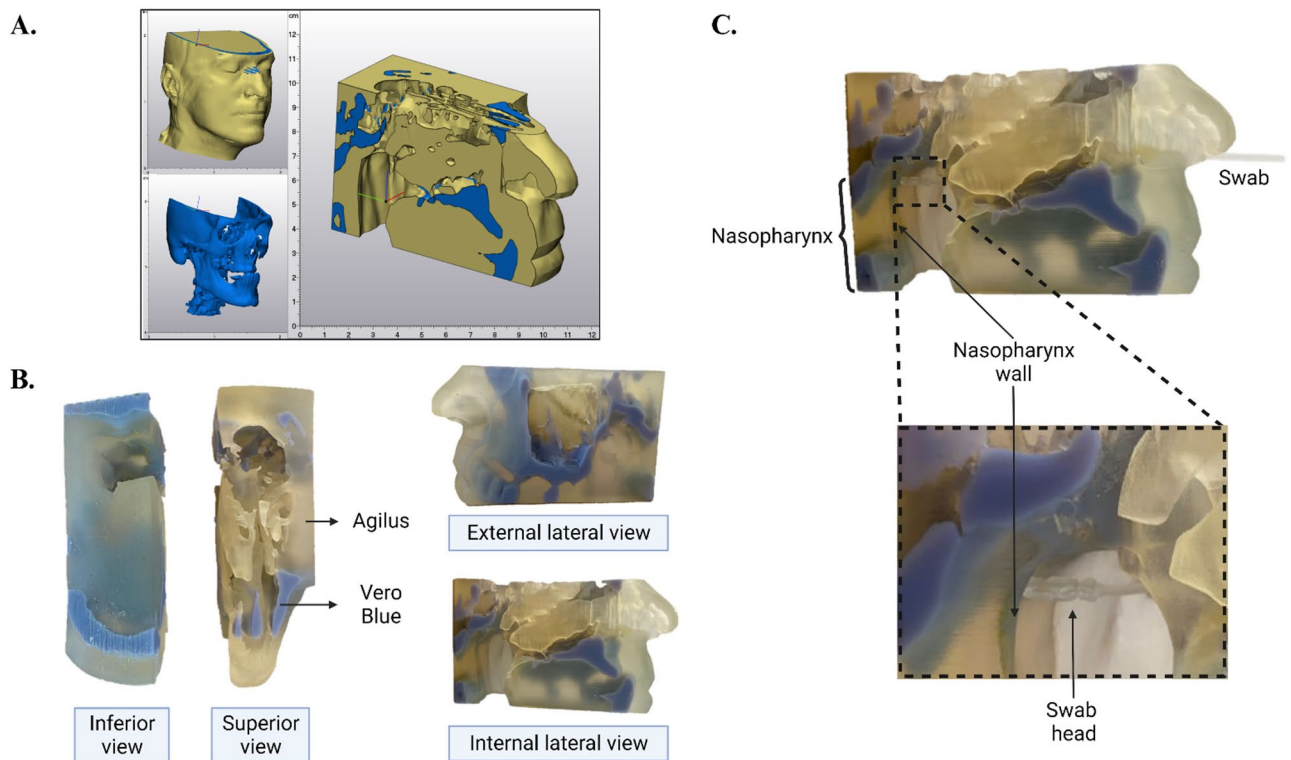 A.
cm
12
11
10
9
8
7
6
5
4
3
2
1
0
0 1 2 3 4 5 6 7 8 9 10 11 12
B.
Agilus
Vero
Blue
Inferior
view
Superior
view
External lateral view
Internal lateral view
C.
Swab
Nasopharynx
Nasopharynx
wall
Swab
head